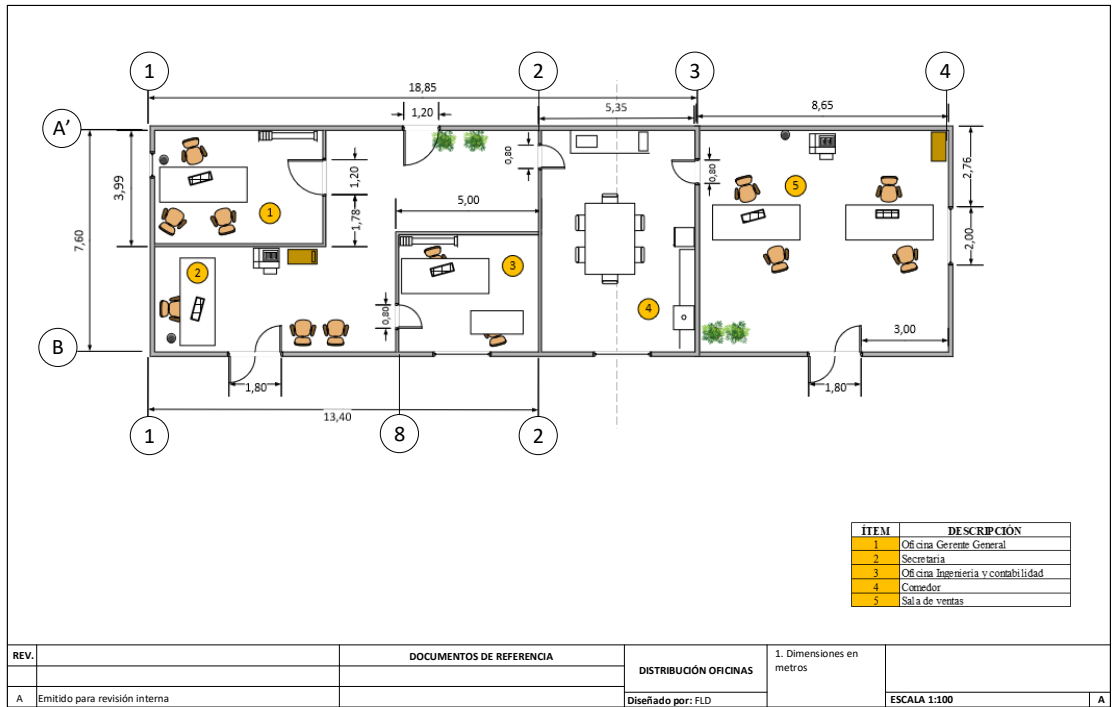 1
2
3
4
18,85
8,65
5,35
1,20
A'
0,80
0,80
1,20
2,76
3,99
5
5,00
1
1,78
7,60
2,00
2
3
4
0,80
3,00
B
1,80
1,80
13,40
1
8
2
ÍTEM DESCRIPCIÓN
1 Oficina Gerente General
2 Secretaria
3 Oficina Ingenieria y contabilidad
4 Comedor
5 Sala de ventas
REV. DOCUMENTOS DE REFERENCIA
DISTRIBUCIÓN OFICINAS
1. Dimensiones en
metros
A Emitido para revisión interna
Diseñado por: FLD
ESCALA 1:100 A